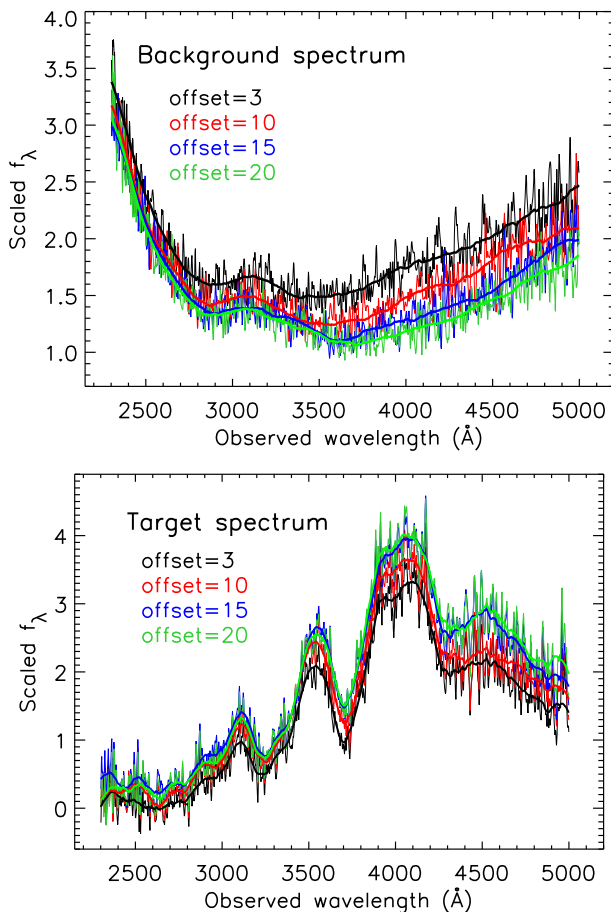 4.0
Background spectrum
3.5
offset=3
offset=10
3.0
offset=15
offset=20
2.5
2.0
1.5
1.0
Scaled fλ
2500 3000 3500 4000 4500 5000
Observed wavelength (Å)
4
Target spectrum
offset=3
3
offset=10
offset=15
offset=20
2
1
0
Scaled fλ
2500 3000 3500 4000 4500 5000
Observed wavelength (Å)